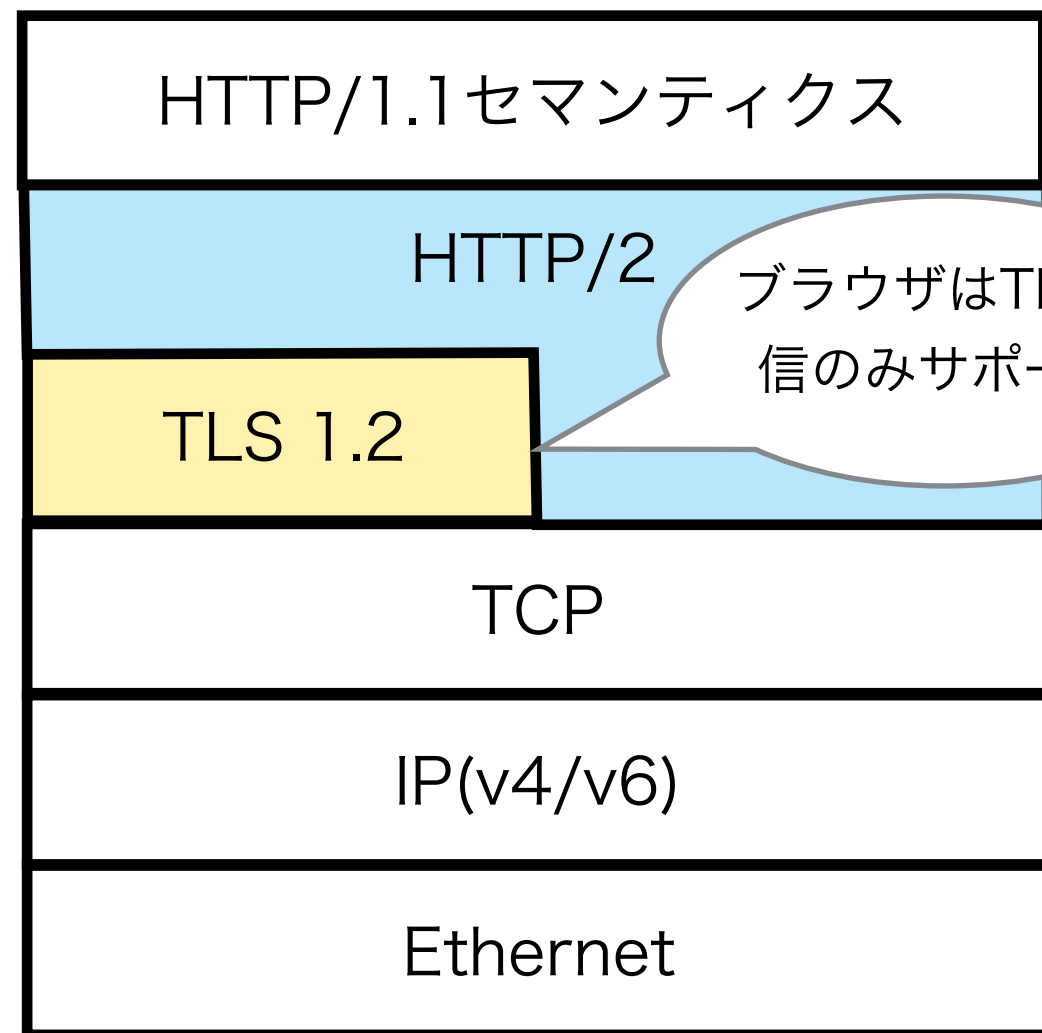 HTTP/1.1セマンティクス
HTTP/2
ブラウザはT
信のみサポー
TLS 1.2
TCP
IP(v4/v6)
Ethernet